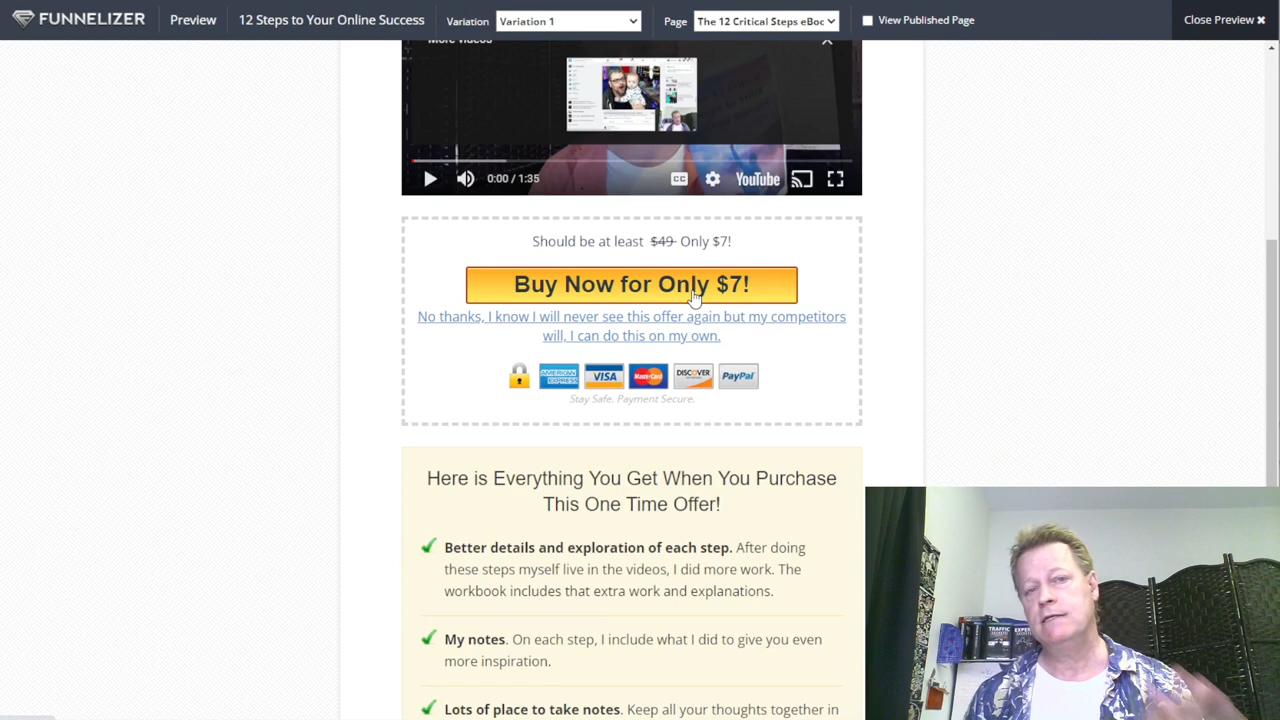 FUNNELIZER
Preview
12 Steps to Your Online Success
Variation
Variation 1
Page
The 12 Critical Steps eBoo
View Published Page
Close Preview ✖
More videos
0:00 / 1:35
CC
YouTube
Should be at least $49 Only $7!
Buy Now for Only $7!
No thanks, I know I will never see this offer again but my competitors
will, I can do this on my own.
AMERICAN
EXPRESS
VISA
MasterCard
DISCOVER
PayPal
Stay Safe. Payment Secure.
Here is Everything You Get When You Purchase
This One Time Offer!
Better details and exploration of each step. After doing
these steps myself live in the videos, I did more work. The
workbook includes that extra work and explanations.
My notes. On each step, I include what I did to give you even
more inspiration.
Lots of place to take notes. Keep all your thoughts together in
TRAFFIC
SECRETS